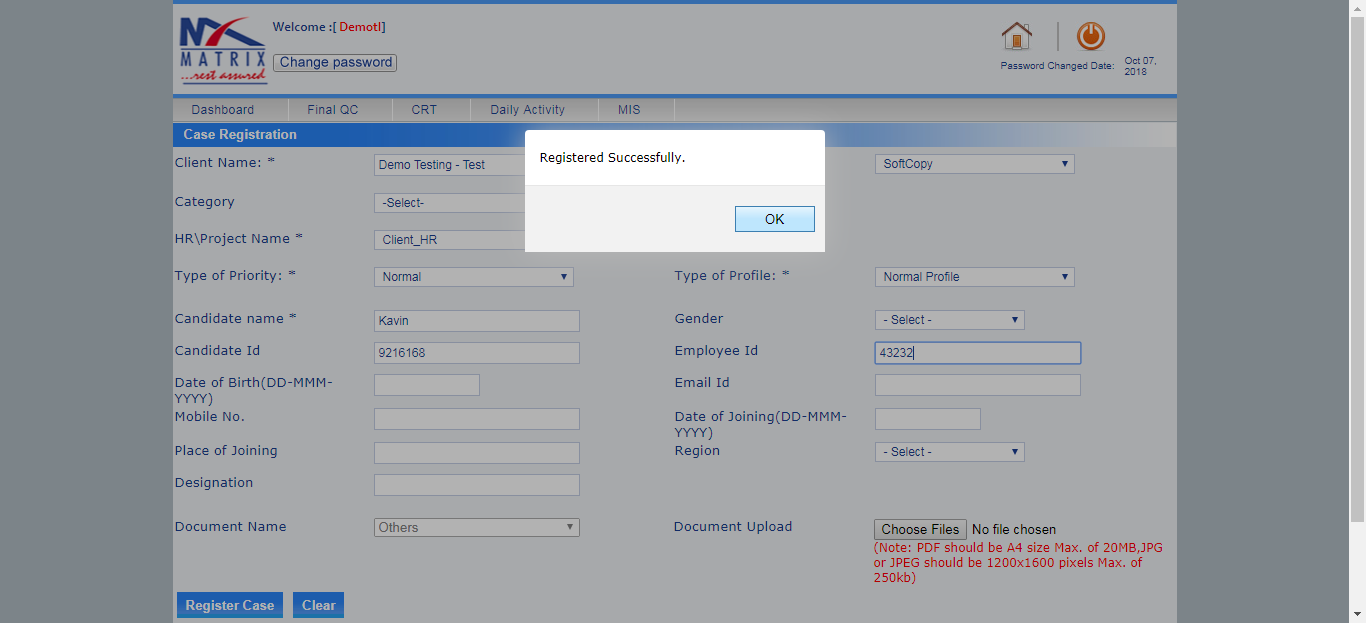 MATRIX
...rest assured
Welcome :[ Demotl]
Change password
Password Changed Date: Oct 07, 2018
Dashboard Final QC CRT Daily Activity MIS
Case Registration
Registered Successfully.
OK
Client Name: * Demo Testing - Test SoftCopy
Category -Select-
HR\Project Name * Client_HR
Type of Priority: * Normal Type of Profile: * Normal Profile
Candidate name * Kavin Gender - Select -
Candidate Id 9216168 Employee Id 43232
Date of Birth(DD-MMM-
YYYY) Email Id
Mobile No. Date of Joining(DD-MMM-
YYYY)
Place of Joining Region - Select -
Designation
Document Name Others Document Upload Choose Files No file chosen
(Note: PDF should be A4 size Max. of 20MB,JPG
or JPEG should be 1200x1600 pixels Max. of
250kb)
Register Case Clear